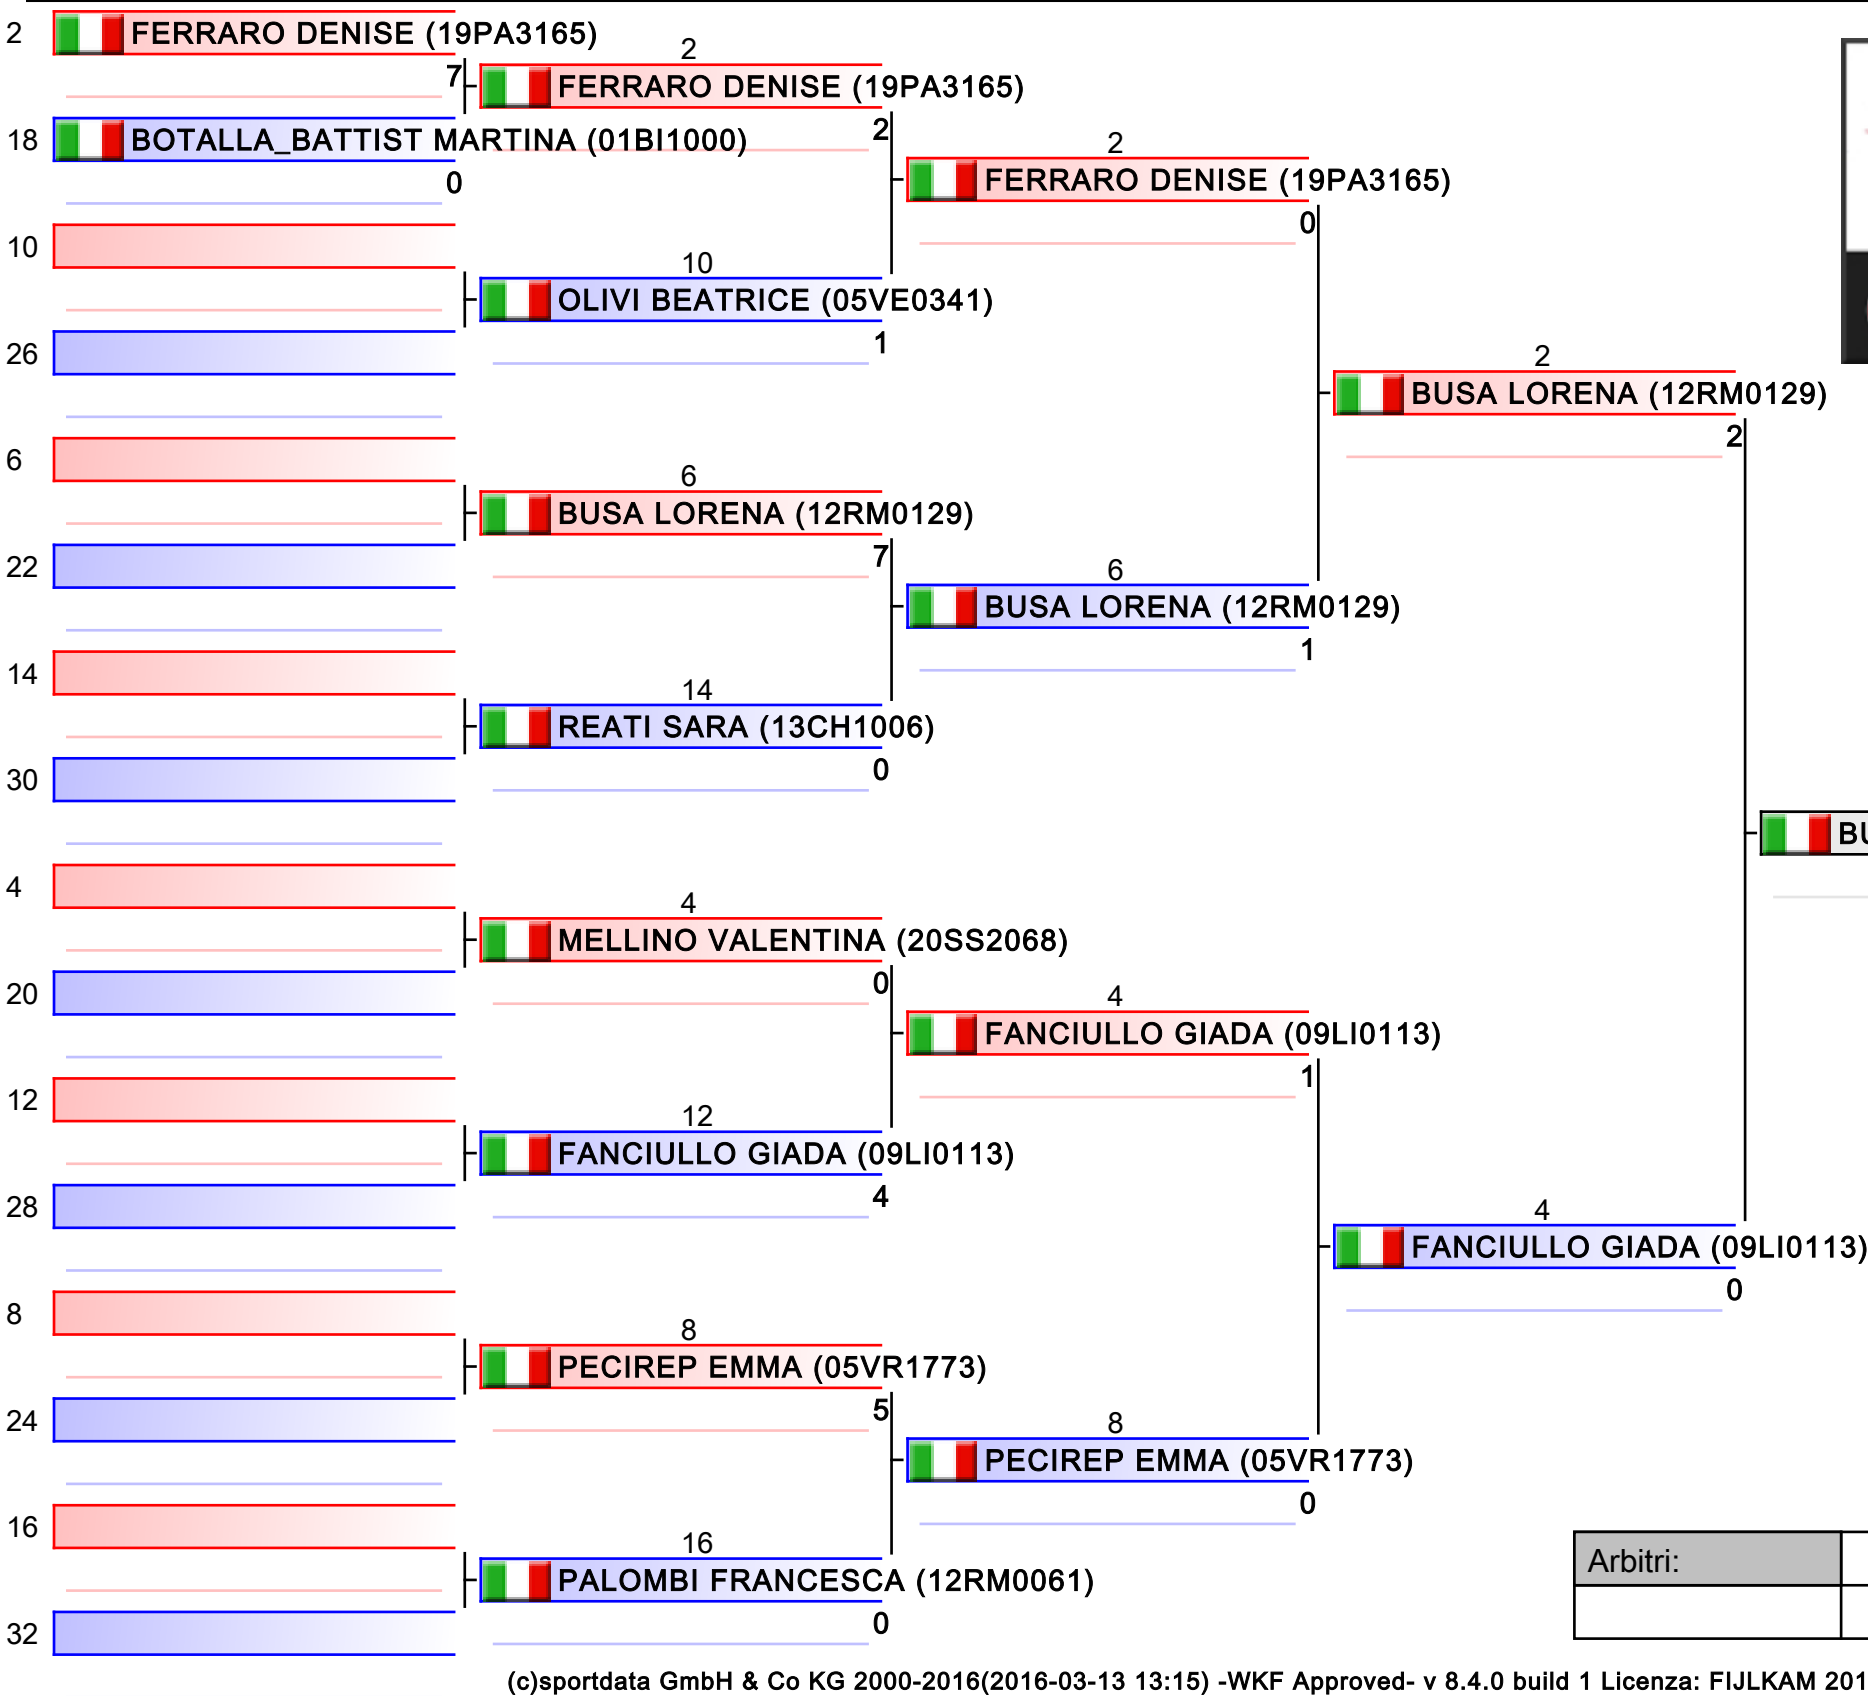 2 FERRARO DENISE (19PA3165)
7
18 BOTALLA_BATTIST MARTINA (01BI1000)
0
10
26
6
22
14
30
4
20
12
28
8
24
16
32
2
FERRARO DENISE (19PA3165)
2
10
OLIVI BEATRICE (05VE0341)
1
6
BUSA LORENA (12RM0129)
7
14
REATI SARA (13CH1006)
0
4
MELLINO VALENTINA (20SS2068)
0
12
FANCIULLO GIADA (09LI0113)
4
8
PECIREP EMMA (05VR1773)
5
16
PALOMBI FRANCESCA (12RM0061)
0
2
FERRARO DENISE (19PA3165)
0
6
BUSA LORENA (12RM0129)
1
4
FANCIULLO GIADA (09LI0113)
1
8
PECIREP EMMA (05VR1773)
0
2
BUSA LORENA (12RM0129)
2
4
FANCIULLO GIADA (09LI0113)
0
BU
Arbitri:
(c)sportdata GmbH & Co KG 2000-2016(2016-03-13 13:15) -WKF Approved- v 8.4.0 build 1 Licenza: FIJLKAM 201